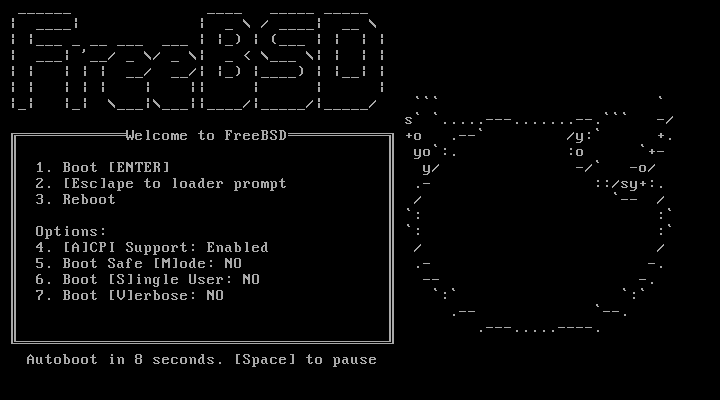 FreeBSD
Welcome to FreeBSD
1. Boot [ENTER]
2. [Esc]ape to loader prompt
3. Reboot
Options:
4. [A]CPI Support: Enabled
5. Boot Safe [M]ode: NO
6. Boot [S]ingle User: NO
7. Boot [V]erbose: NO
Autoboot in 8 seconds. [Space] to pause